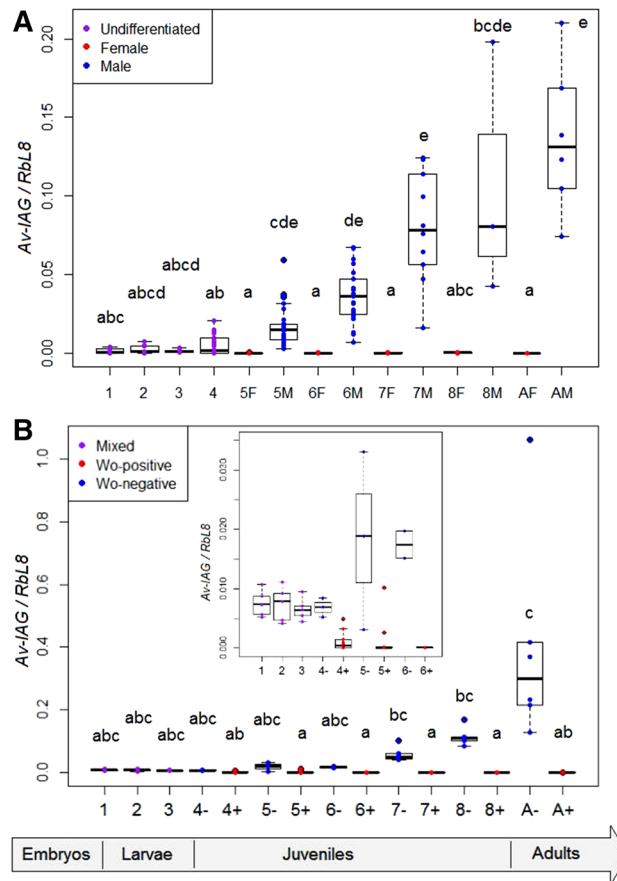 A
Undifferentiated
Female
Male
Av-IAG / RbL8
0.20
0.15
0.10
0.05
0.00
abc
abcd
abcd
ab
a
cde
a
de
a
e
abc
bcde
a
e
1 2 3 4 5F 5M 6F 6M 7F 7M 8F 8M AF AM
B
Mixed
Wo-positive
Wo-negative
Av-IAG / RbL8
1.0
0.8
0.6
0.4
0.2
0.0
Av-IAG / RbL8
0.030
0.020
0.010
0.000
1 2 3 4- 4+ 5- 5+ 6- 6+
abc
abc
abc
abc
ab
abc
a
abc
a
bc
a
bc
a
c
ab
1 2 3 4- 4+ 5- 5+ 6- 6+ 7- 7+ 8- 8+ A- A+
Embryos Larvae Juveniles Adults